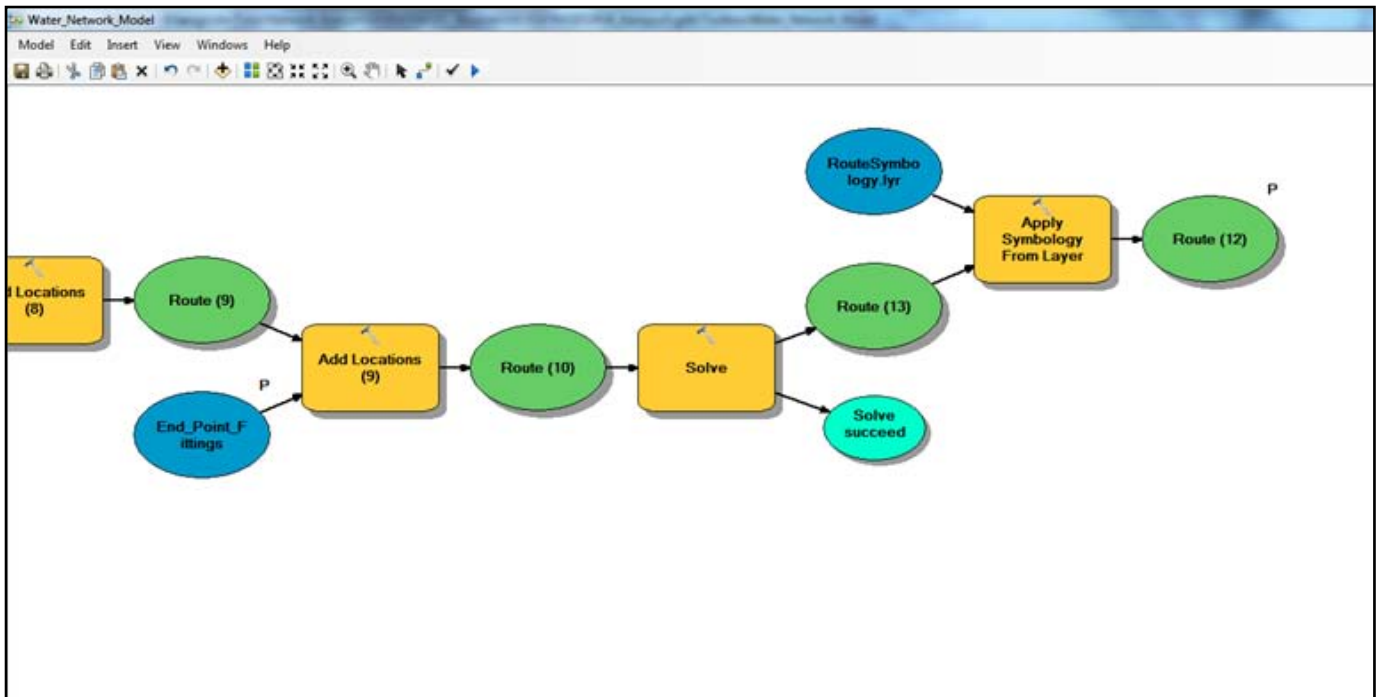 Water_Network_Model
Model Edit Insert View Windows Help
RouteSymbo
logy.lyr
P
Apply
Symbology
From Layer
Route (12)
Locations
(8)
Route (9)
Route (13)
P
Add Locations
(9)
Route (10)
Solve
End_Point_F
ittings
Solve
succeed